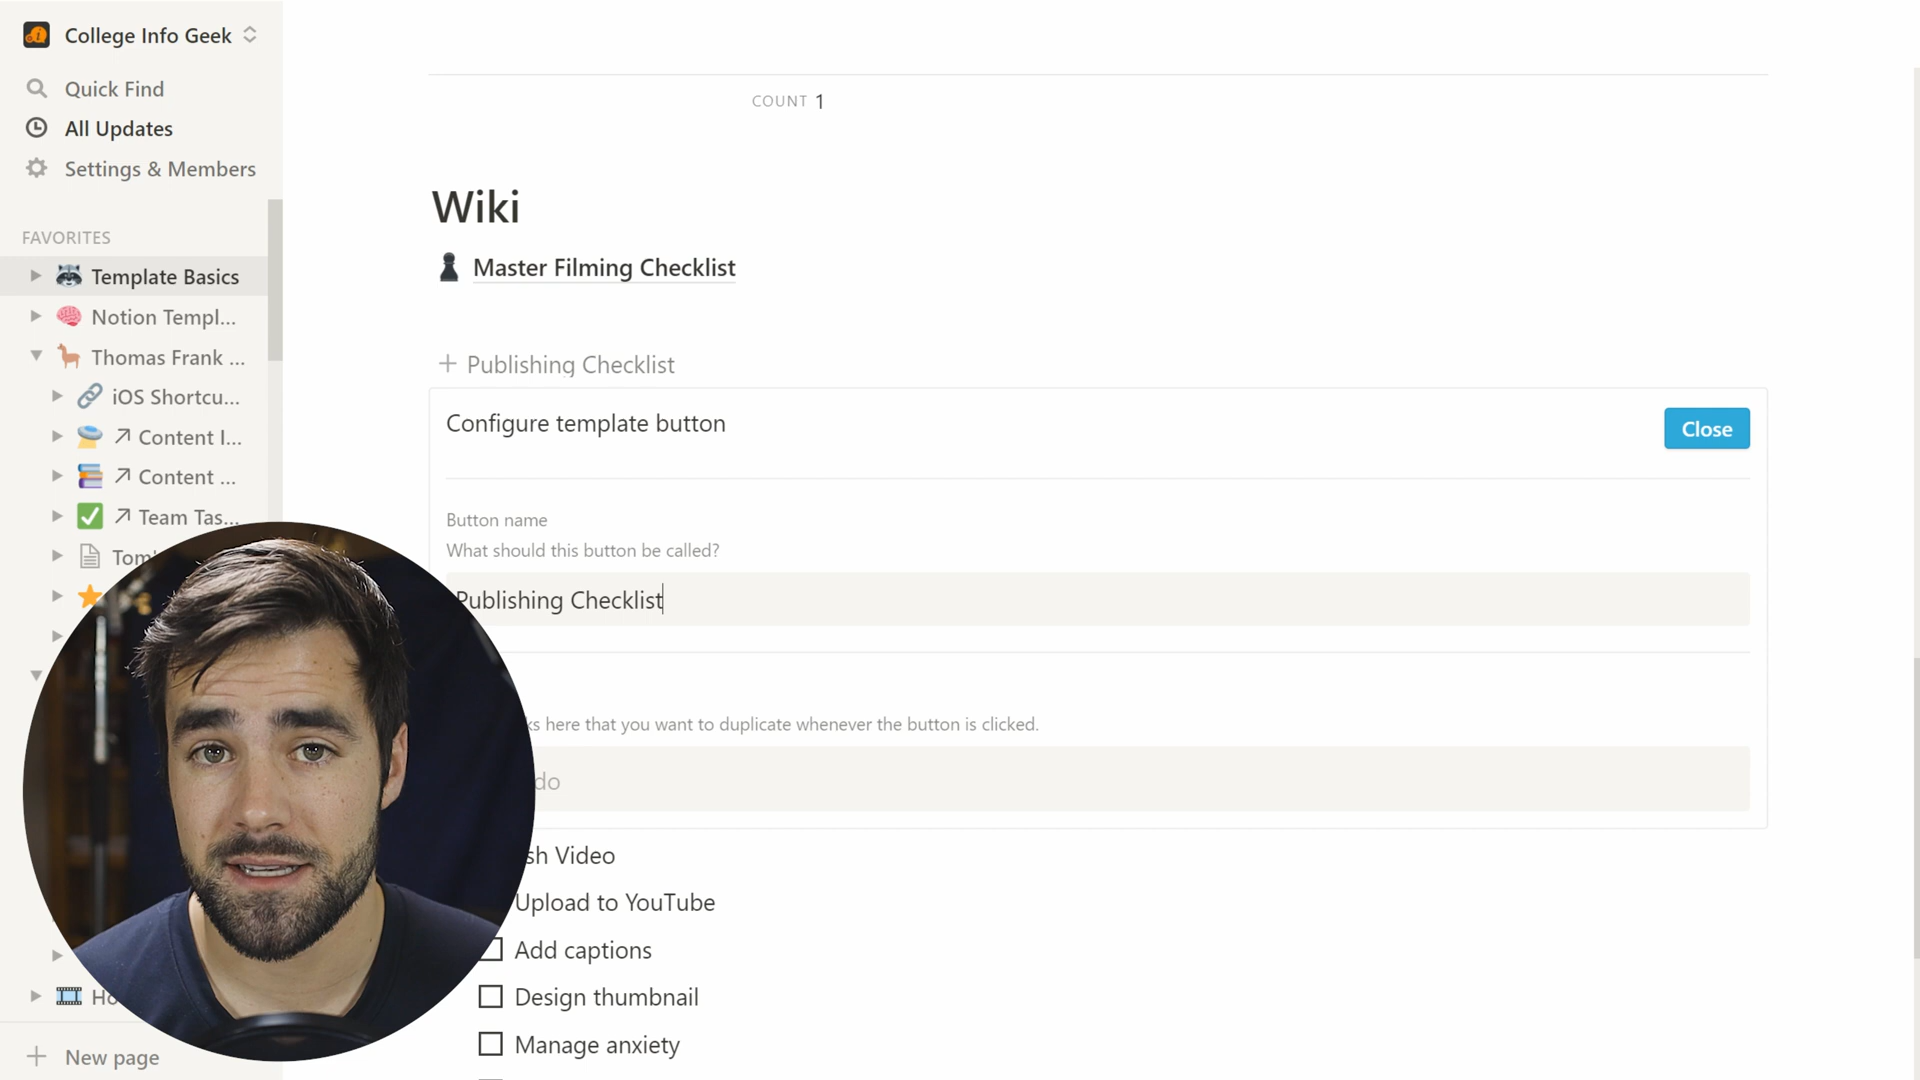 College Info Geek
Quick Find
All Updates
Settings & Members
FAVORITES
Template Basics
Notion Templ...
Thomas Frank ...
iOS Shortcu...
Content I...
Content ...
Team Tas...
New page
COUNT 1
Wiki
Master Filming Checklist
Publishing Checklist
Configure template button
Close
Button name
What should this button be called?
Publishing Checklist
here that you want to duplicate whenever the button is clicked.
do
Video
Upload to YouTube
Add captions
Design thumbnail
Manage anxiety